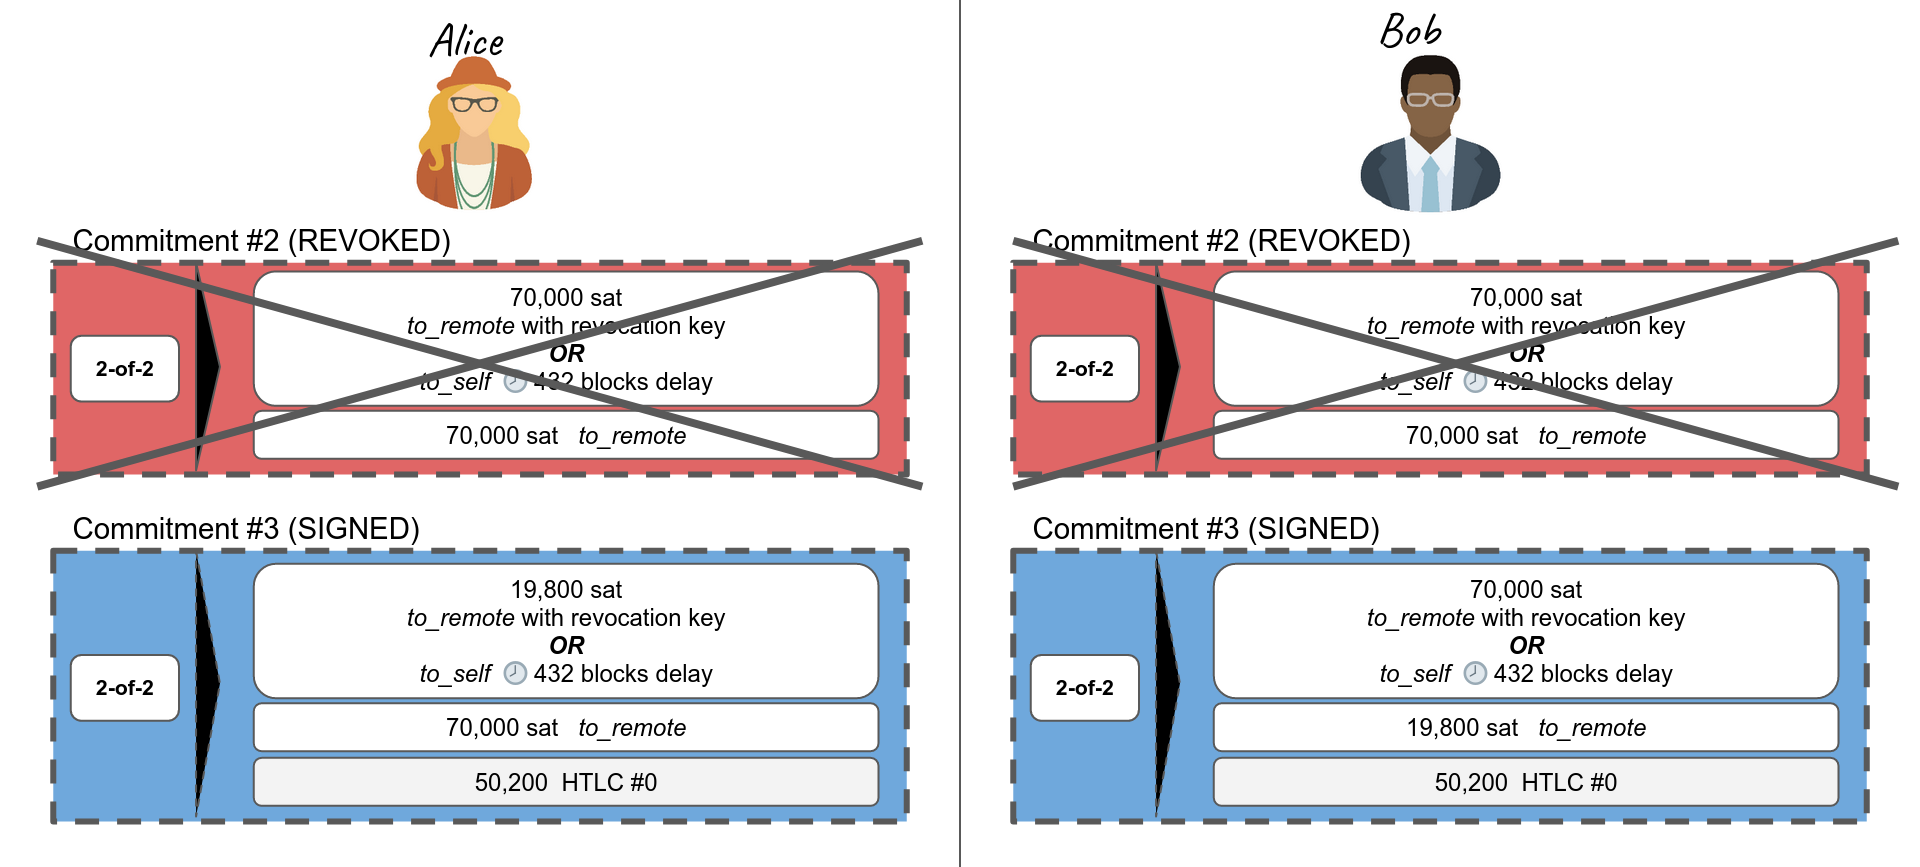 Alice
Commitment #2 (REVOKED)
2-of-2
70,000 sat
to_remote with revocation key
OR
to_self 432 blocks delay
70,000 sat to_remote
Commitment #3 (SIGNED)
2-of-2
19,800 sat
to_remote with revocation key
OR
to_self 432 blocks delay
70,000 sat to_remote
50,200 HTLC #0
Bob
Commitment #2 (REVOKED)
2-of-2
70,000 sat
to_remote with revocation key
OR
to_self 432 blocks delay
70,000 sat to_remote
Commitment #3 (SIGNED)
2-of-2
70,000 sat
to_remote with revocation key
OR
to_self 432 blocks delay
19,800 sat to_remote
50,200 HTLC #0